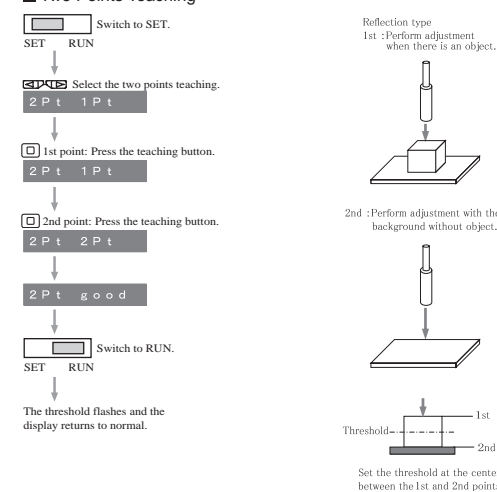 Two Points Teaching
Switch to SET.
SET RUN
Select the two points teaching.
2Pt 1Pt
1st point: Press the teaching button.
2Pt 1Pt
2nd point: Press the teaching button.
2Pt 2Pt
2Pt good
Switch to RUN.
SET RUN
The threshold flashes and the
display returns to normal.
Reflection type
1st :Perform adjustment
when there is an object.
2nd :Perform adjustment with the
background without object.
1st
Threshold
2nd
Set the threshold at the cente
between the 1st and 2nd points